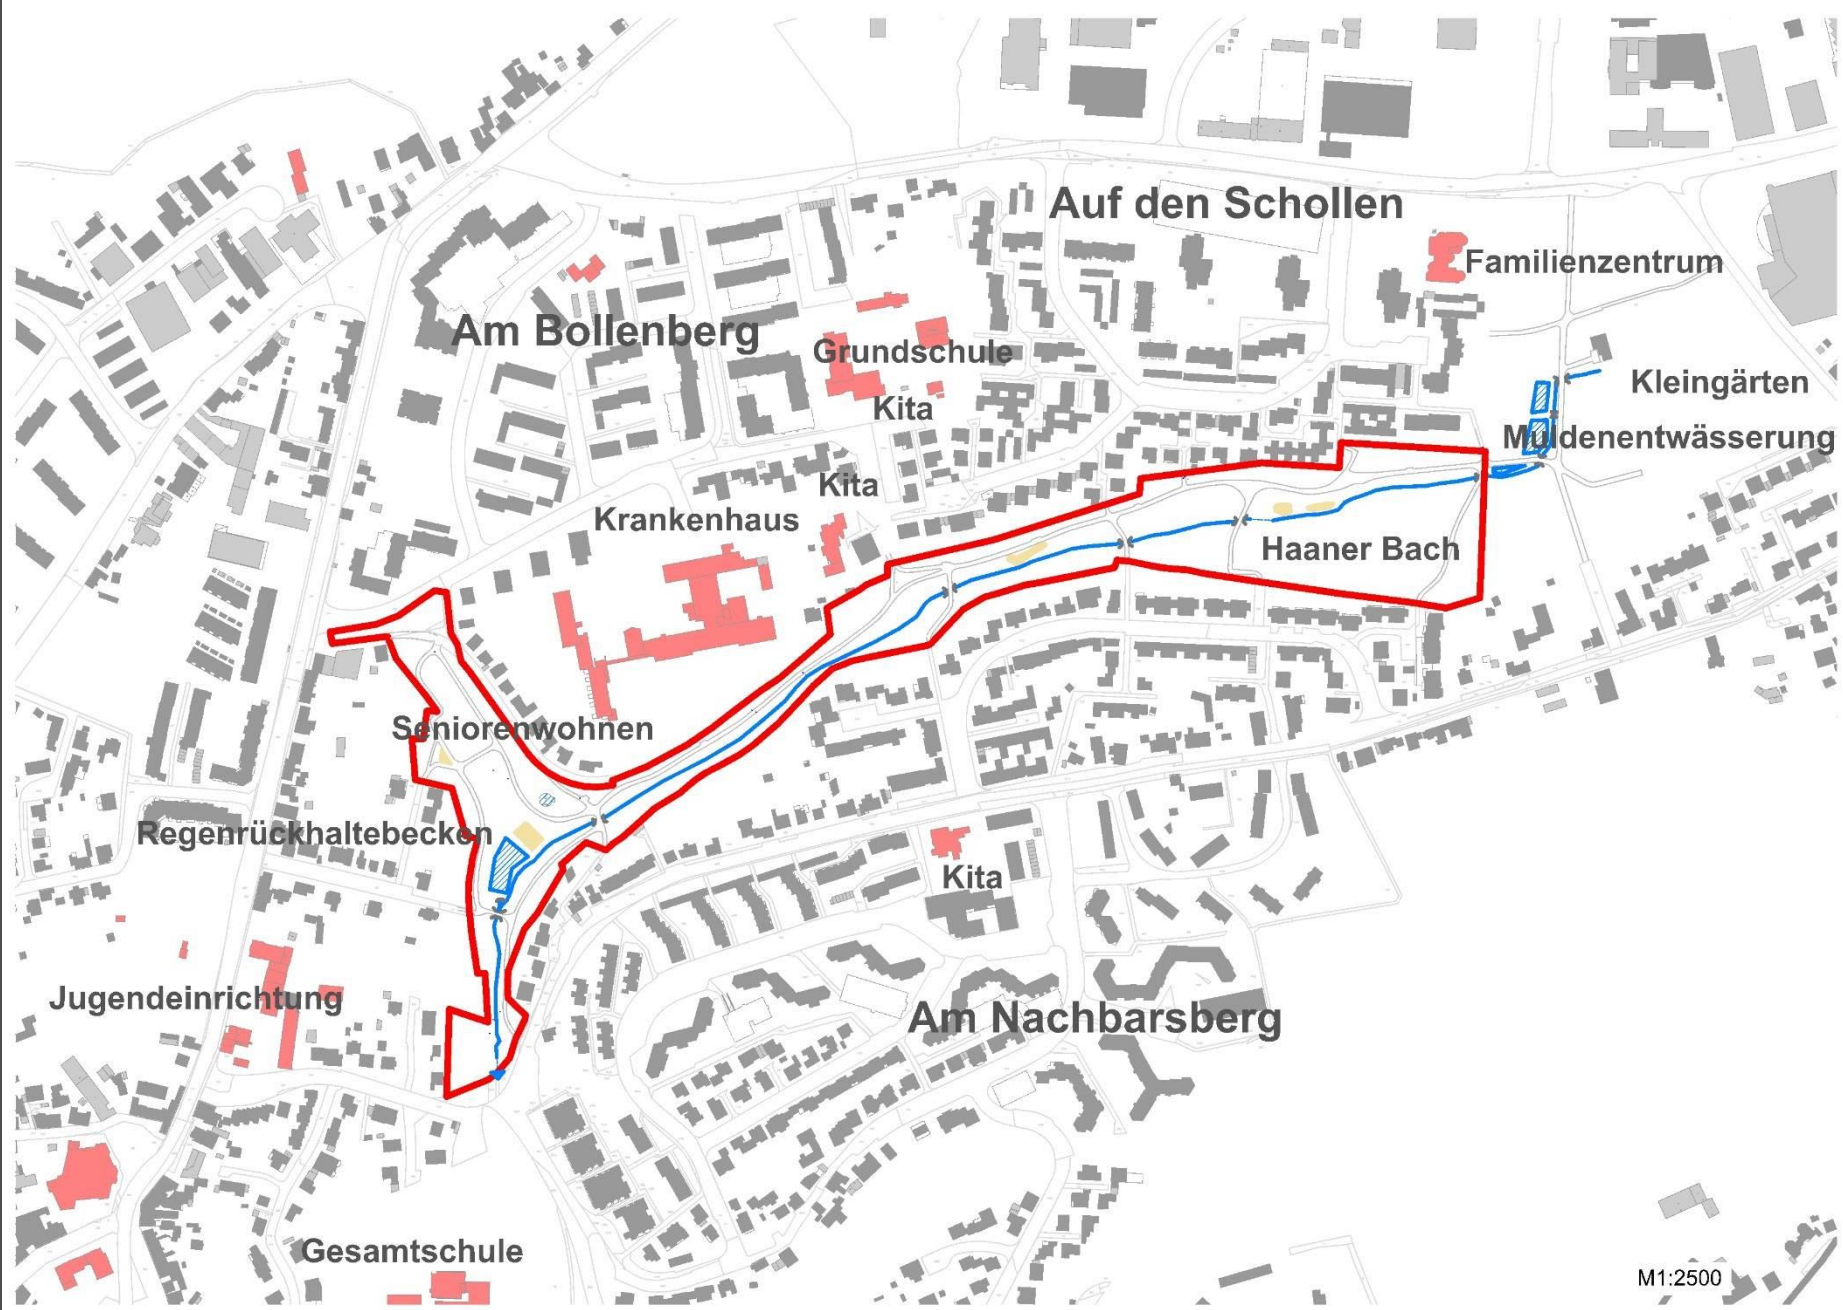 Auf den Schollen
Familienzentrum
Am Bollenberg
Grundschule
Kleingärten
Kita
Muldenentwässerung
Kita
Krankenhaus
Haaner Bach
Seniorenwohnen
Regenrückhaltebecken
Kita
Jugendeinrichtung
Am Nachbarsberg
Gesamtschule
M1:2500